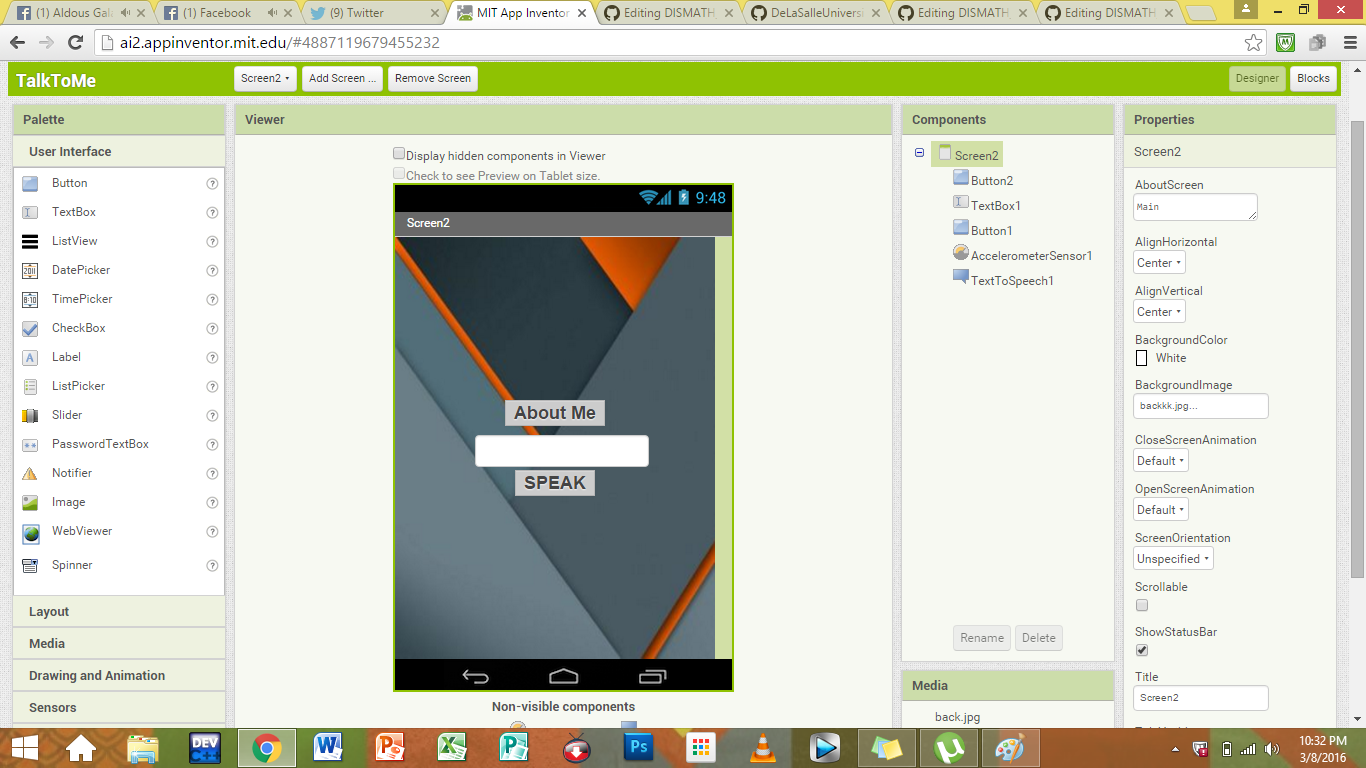 (1) Aldous Gala
(1) Facebook
(9) Twitter
MIT App Inventor
Editing DISMATH
DeLaSalleUniversi
Editing DISMATH
Editing DISMATH
ai2.appinventor.mit.edu/#4887119679455232
TalkToMe
Screen2
Add Screen ...
Remove Screen
Designer
Blocks
Palette
User Interface
Button
TextBox
ListView
DatePicker
TimePicker
CheckBox
Label
ListPicker
Slider
PasswordTextBox
Notifier
Image
WebViewer
Spinner
Layout
Media
Drawing and Animation
Sensors
Viewer
Display hidden components in Viewer
Check to see Preview on Tablet size.
9:48
Screen2
About Me
SPEAK
Non-visible components
Components
Screen2
Button2
TextBox1
Button1
AccelerometerSensor1
TextToSpeech1
Rename
Delete
Media
back.jpg
Properties
Screen2
AboutScreen
Main
AlignHorizontal
Center
AlignVertical
Center
BackgroundColor
White
BackgroundImage
backkk.jpg...
CloseScreenAnimation
Default
OpenScreenAnimation
Default
ScreenOrientation
Unspecified
Scrollable
ShowStatusBar
Title
Screen2
DEV
C++
10:32 PM
3/8/2016